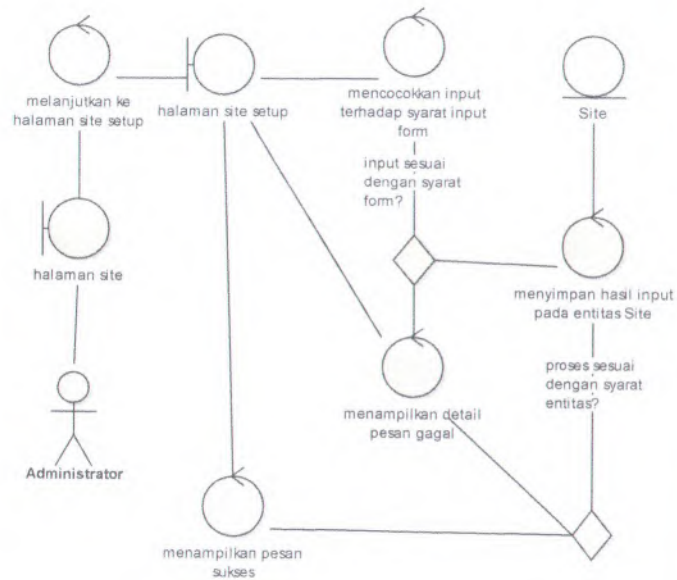 melanjutkan ke
halaman site setup
halaman site setup
mencocokkan input
terhadap syarat input
form
Site
input sesuai
dengan syarat
form?
halaman site
menyimpan hasil input
pada entitas Site
proses sesuai
dengan syarat
entitas?
menampilkan detail
pesan gagal
Administrator
menampilkan pesan
sukses